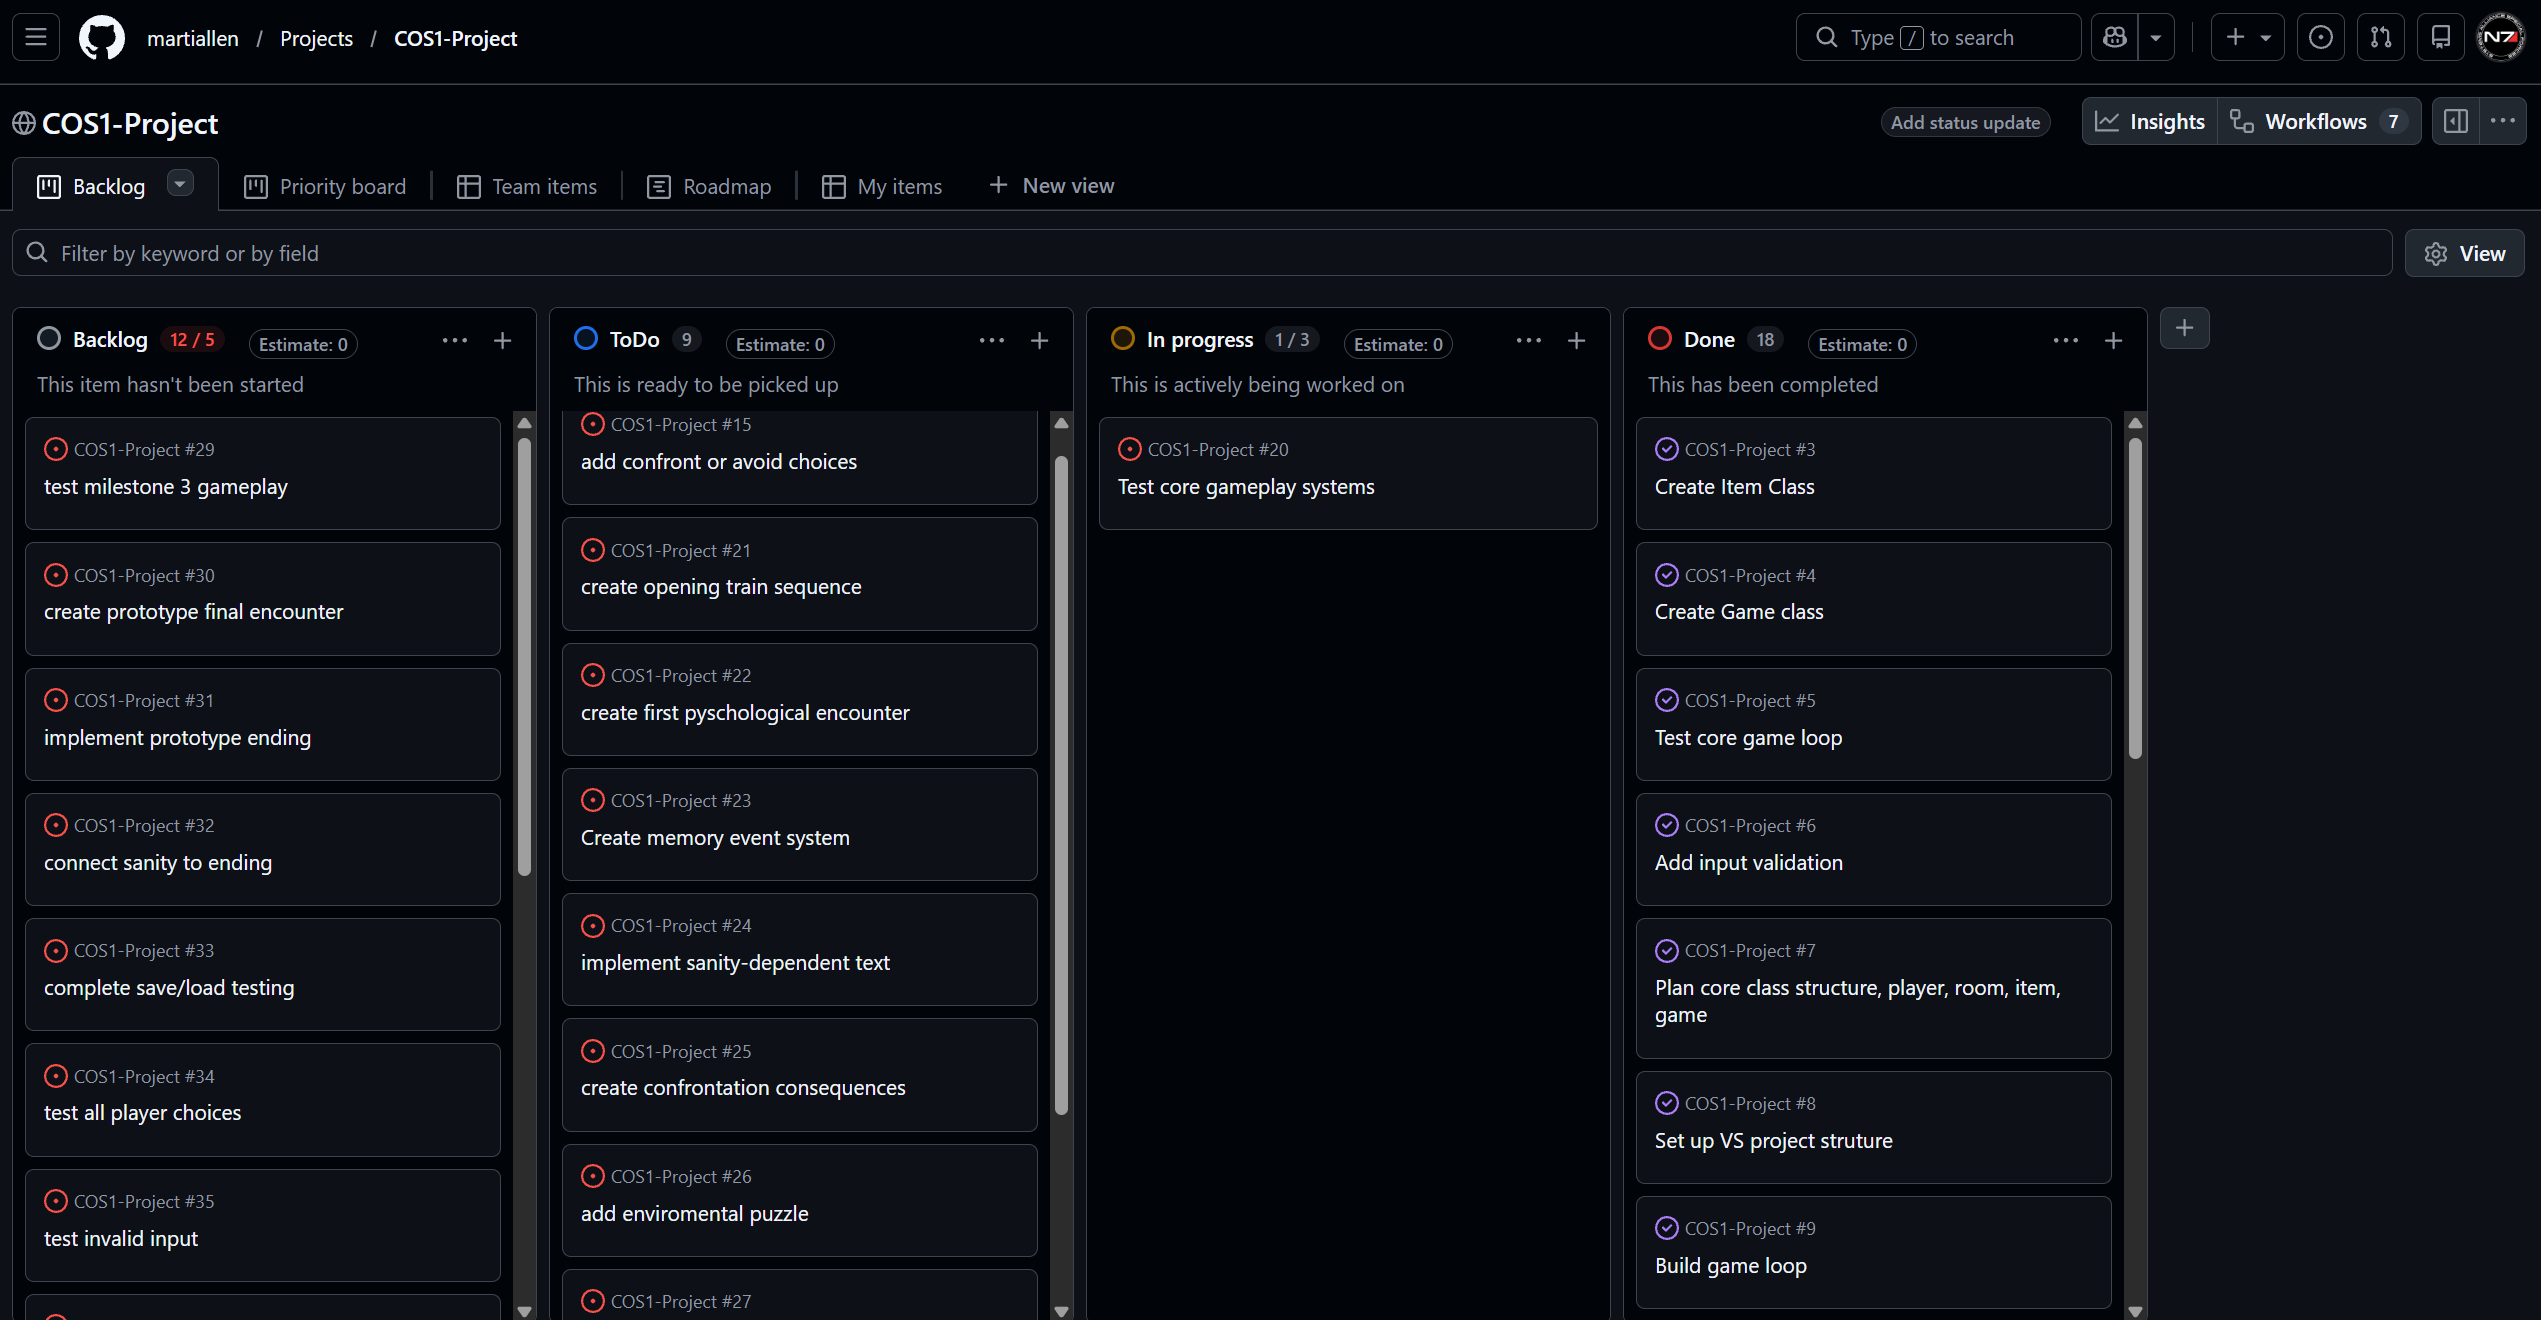 martiallen / Projects / COS1-Project
Type / to search
COS1-Project
Add status update
Insights
Workflows 7
Backlog
Priority board
Team items
Roadmap
My items
New view
Filter by keyword or by field
View
Backlog 12 / 5 Estimate: 0
This item hasn't been started
COS1-Project #29
test milestone 3 gameplay
COS1-Project #30
create prototype final encounter
COS1-Project #31
implement prototype ending
COS1-Project #32
connect sanity to ending
COS1-Project #33
complete save/load testing
COS1-Project #34
test all player choices
COS1-Project #35
test invalid input
ToDo 9 Estimate: 0
This is ready to be picked up
COS1-Project #15
add confront or avoid choices
COS1-Project #21
create opening train sequence
COS1-Project #22
create first pyschological encounter
COS1-Project #23
Create memory event system
COS1-Project #24
implement sanity-dependent text
COS1-Project #25
create confrontation consequences
COS1-Project #26
add enviromental puzzle
COS1-Project #27
In progress 1 / 3 Estimate: 0
This is actively being worked on
COS1-Project #20
Test core gameplay systems
Done 18 Estimate: 0
This has been completed
COS1-Project #3
Create Item Class
COS1-Project #4
Create Game class
COS1-Project #5
Test core game loop
COS1-Project #6
Add input validation
COS1-Project #7
Plan core class structure, player, room, item,
game
COS1-Project #8
Set up VS project struture
COS1-Project #9
Build game loop
N7